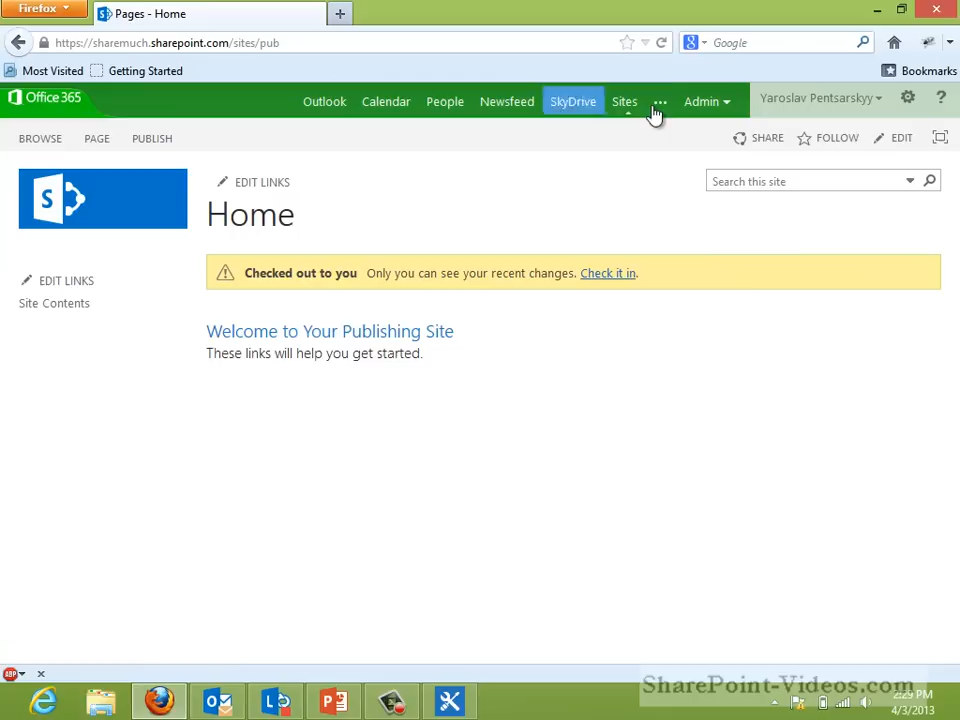 Firefox
Pages - Home
https://sharemuch.sharepoint.com/sites/pub
Google
Most Visited
Getting Started
Bookmarks
Office 365
Outlook
Calendar
People
Newsfeed
SkyDrive
Sites
...
Admin
Yaroslav Pentsarskyy
?
BROWSE
PAGE
PUBLISH
SHARE
FOLLOW
EDIT
S
EDIT LINKS
Search this site
Home
Checked out to you Only you can see your recent changes. Check it in.
EDIT LINKS
Site Contents
Welcome to Your Publishing Site
These links will help you get started.
ABP
SharePoint-Videos.com
2:29 PM
4/3/2013